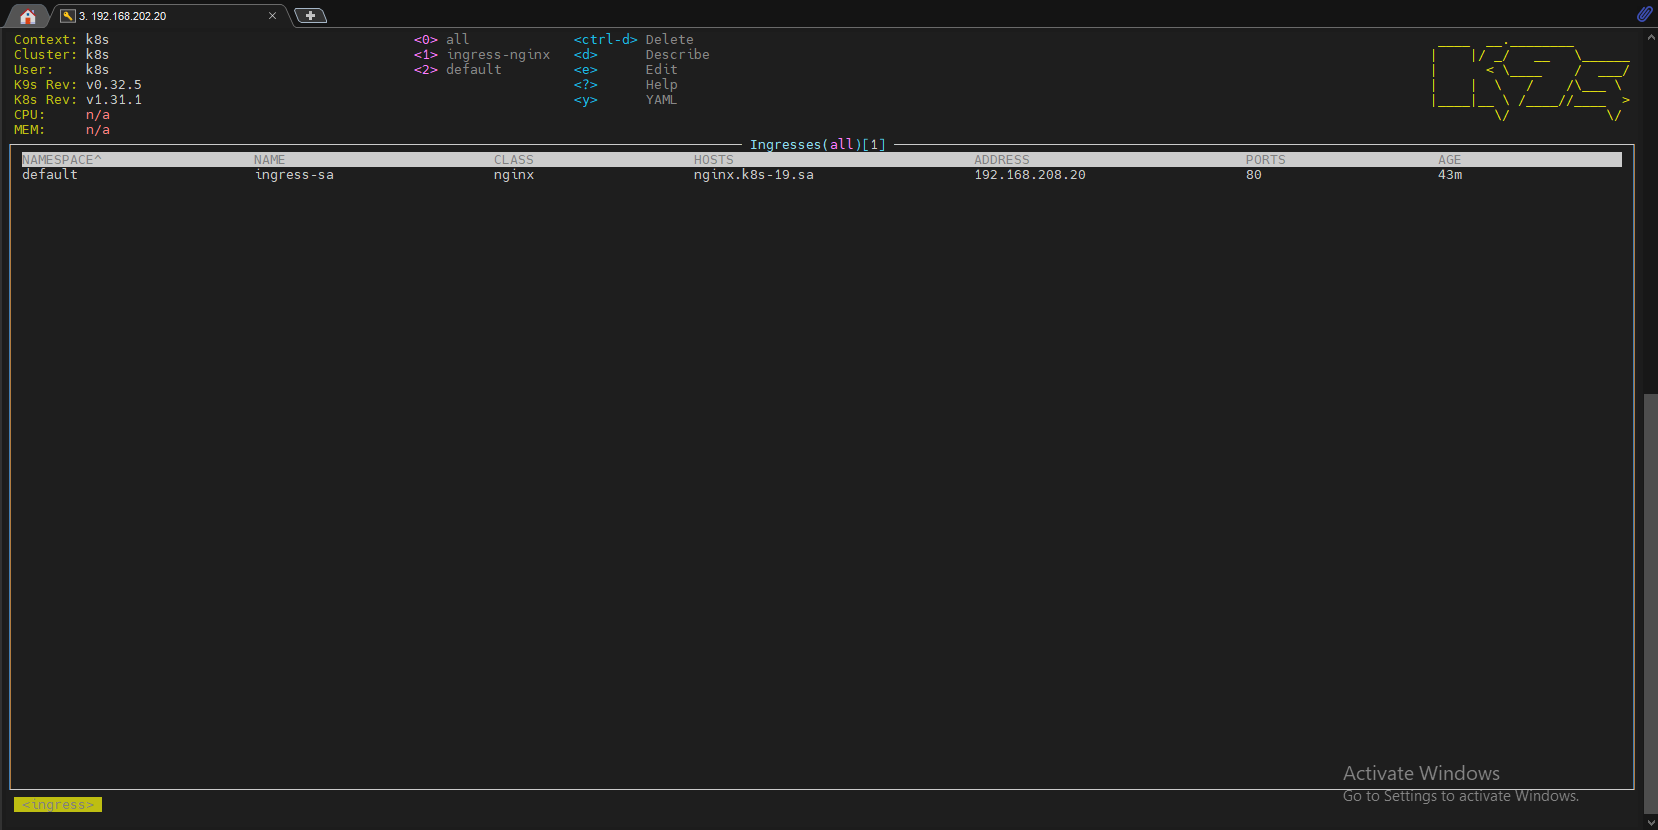 3. 192.168.202.20
Context: k8s <0> all <ctrl-d> Delete
Cluster: k8s <1> ingress-nginx <d> Describe
User: k8s <2> default <e> Edit
K9s Rev: v0.32.5 <?> Help
K8s Rev: v1.31.1 <y> YAML
CPU: n/a
MEM: n/a
Ingresses(all)[1]
NAMESPACE^ NAME CLASS HOSTS ADDRESS PORTS AGE
default ingress-sa nginx nginx.k8s-19.sa 192.168.208.20 80 43m
Activate Windows
Go to Settings to activate Windows.
<ingress>